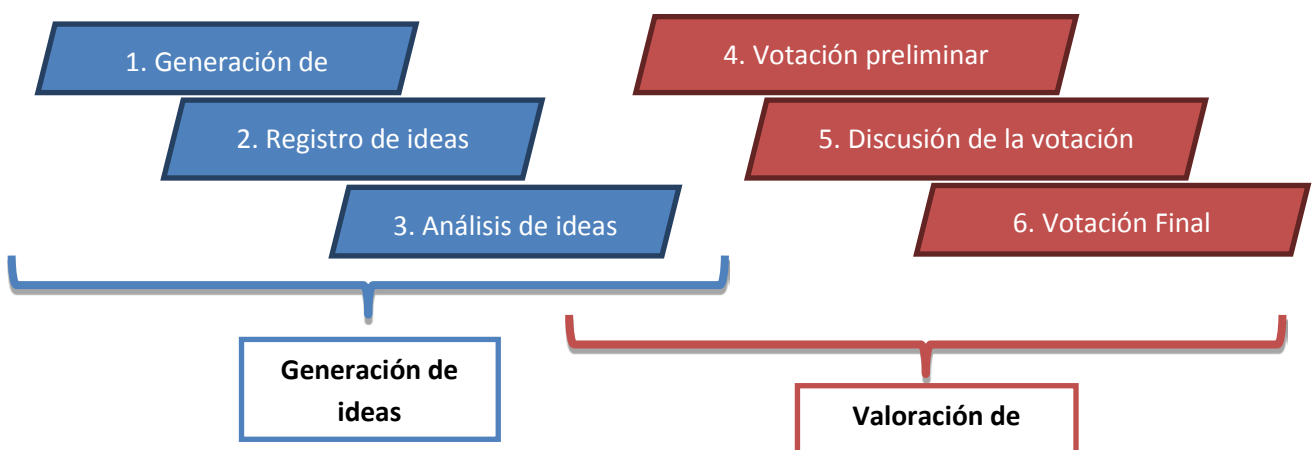 1. Generación de
2. Registro de ideas
3. Análisis de ideas
4. Votación preliminar
5. Discusión de la votación
6. Votación Final
Generación de
ideas
Valoración de